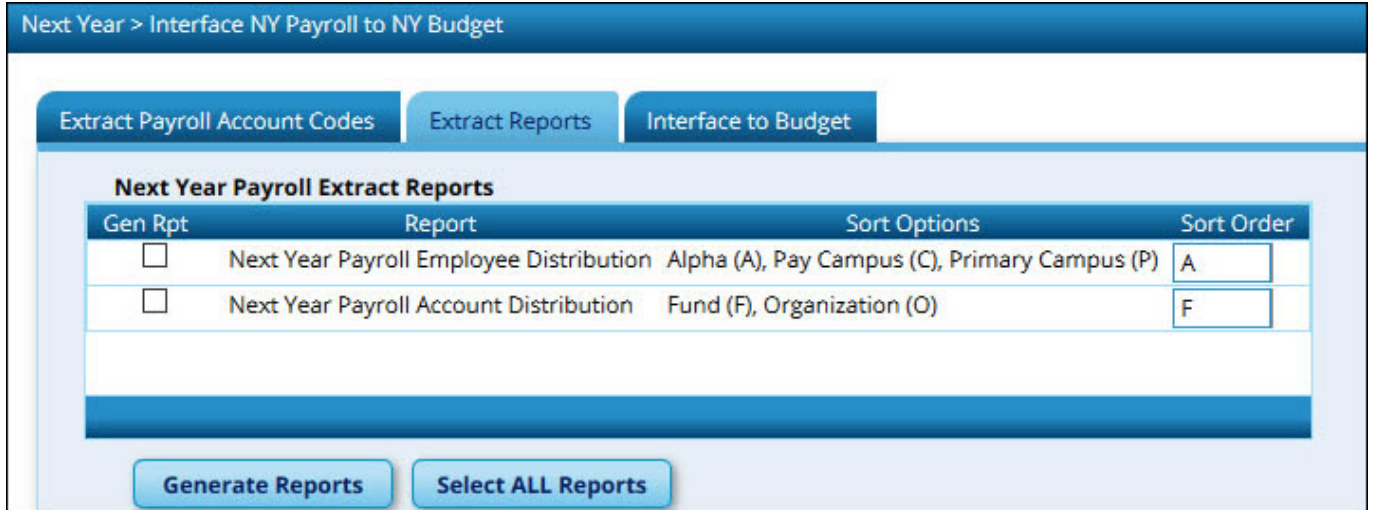 Next Year > Interface NY Payroll to NY Budget
Extract Payroll Account Codes Extract Reports Interface to Budget
Next Year Payroll Extract Reports
Gen Rpt Report Sort Options Sort Order
Next Year Payroll Employee Distribution Alpha (A), Pay Campus (C), Primary Campus (P) A
Next Year Payroll Account Distribution Fund (F), Organization (O) F
Generate Reports Select ALL Reports